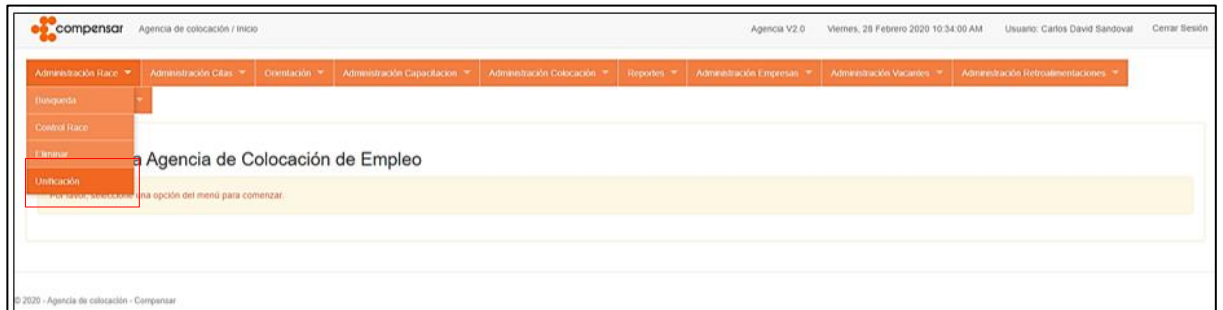 compensar Agencia de colocación / Inicio Agencia V2.0 Viernes, 28 Febrero 2020 10:34:00 AM Usuario: Carlos David Sandoval Cerrar Sesión
Administración Race Administración Citas Orientación Administración Capacitacion Administración Colocación Reportes Administración Empresas Administración Vacantes Administración Retroalimentaciones
Busqueda
Control Race
Eliminar
a Agencia de Colocación de Empleo
Unificación
Por favor, seleccione una opción del menú para comenzar.
© 2020 - Agencia de colocación - Compensar